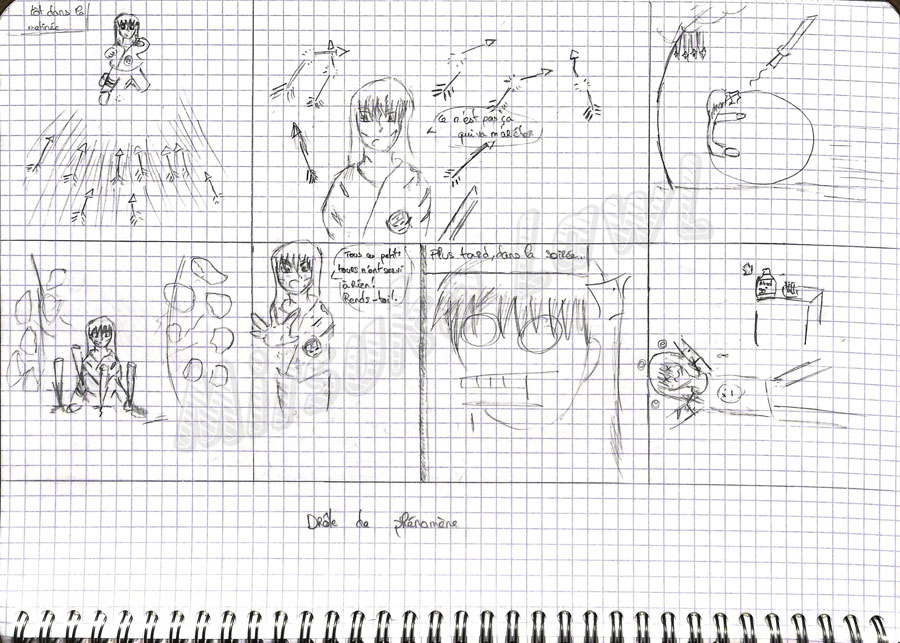 tôt dans la
matinée
Ce n'est pas ça
qui va m'arrêter
Tous ces petits
tours n'ont servi
à Rien!
Rends-toi!
Plus tard, dans la soirée...
Drôle de phénomène